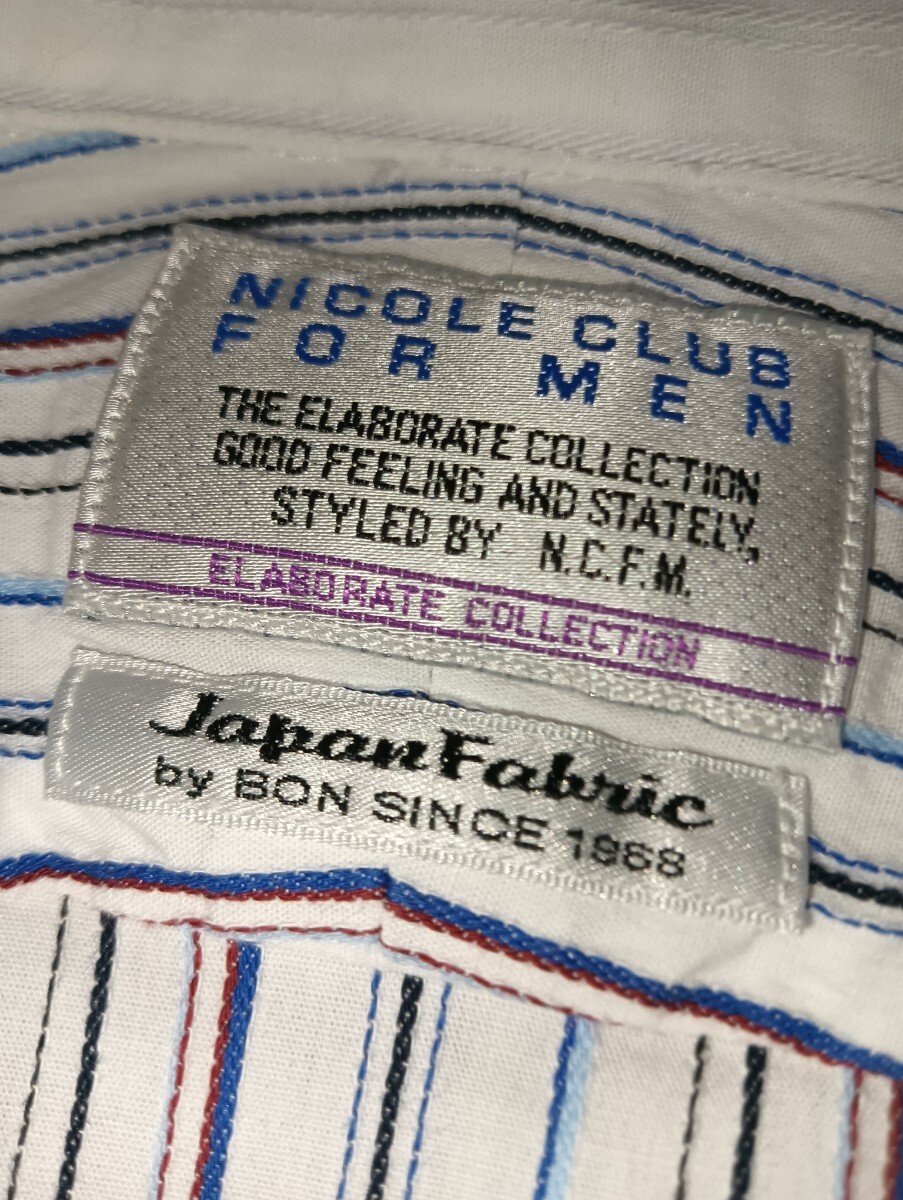 NICOLE CLUB
FOR MEN
THE ELABORATE COLLECTION
GOOD FEELING AND STATELY,
STYLED BY N.C.F.M.
ELABORATE COLLECTION
JapanFabric
by BON SINCE 1968